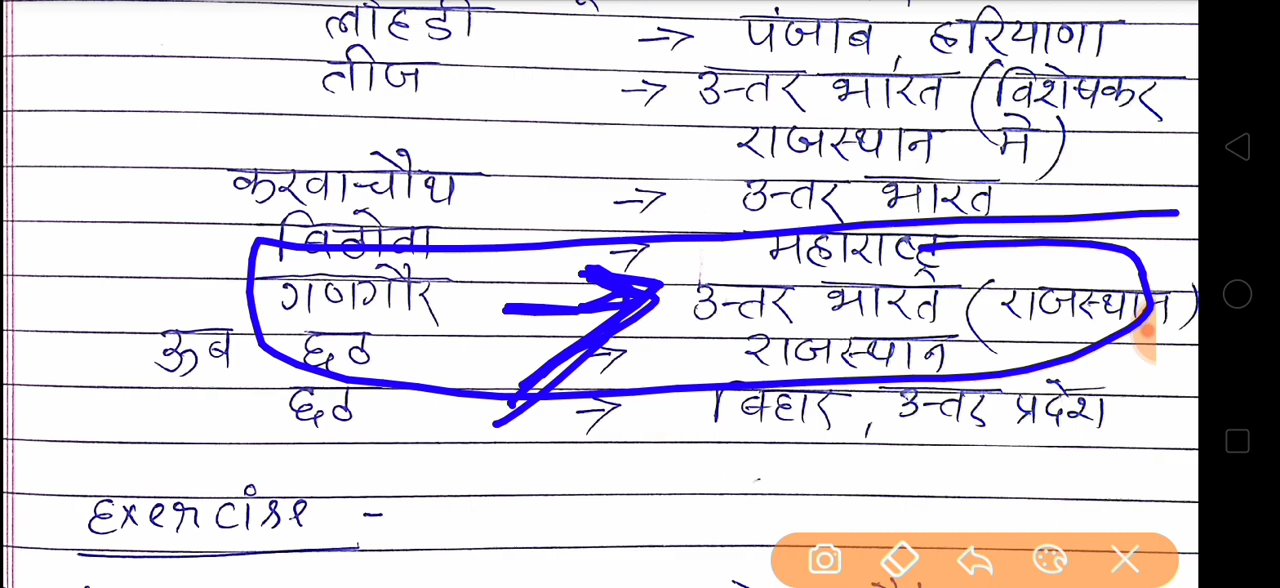 लोहडी → पंजाब, हरियाणा
तीज → उत्तर भारत (विशेषकर
राजस्थान में)
करवाचौथ → उत्तर भारत
विठोवा → महाराष्ट्र
गणगौर उत्तर भारत (राजस्थान)
ऊब छठ → राजस्थान
छठ → बिहार, उत्तर प्रदेश
Exercise -